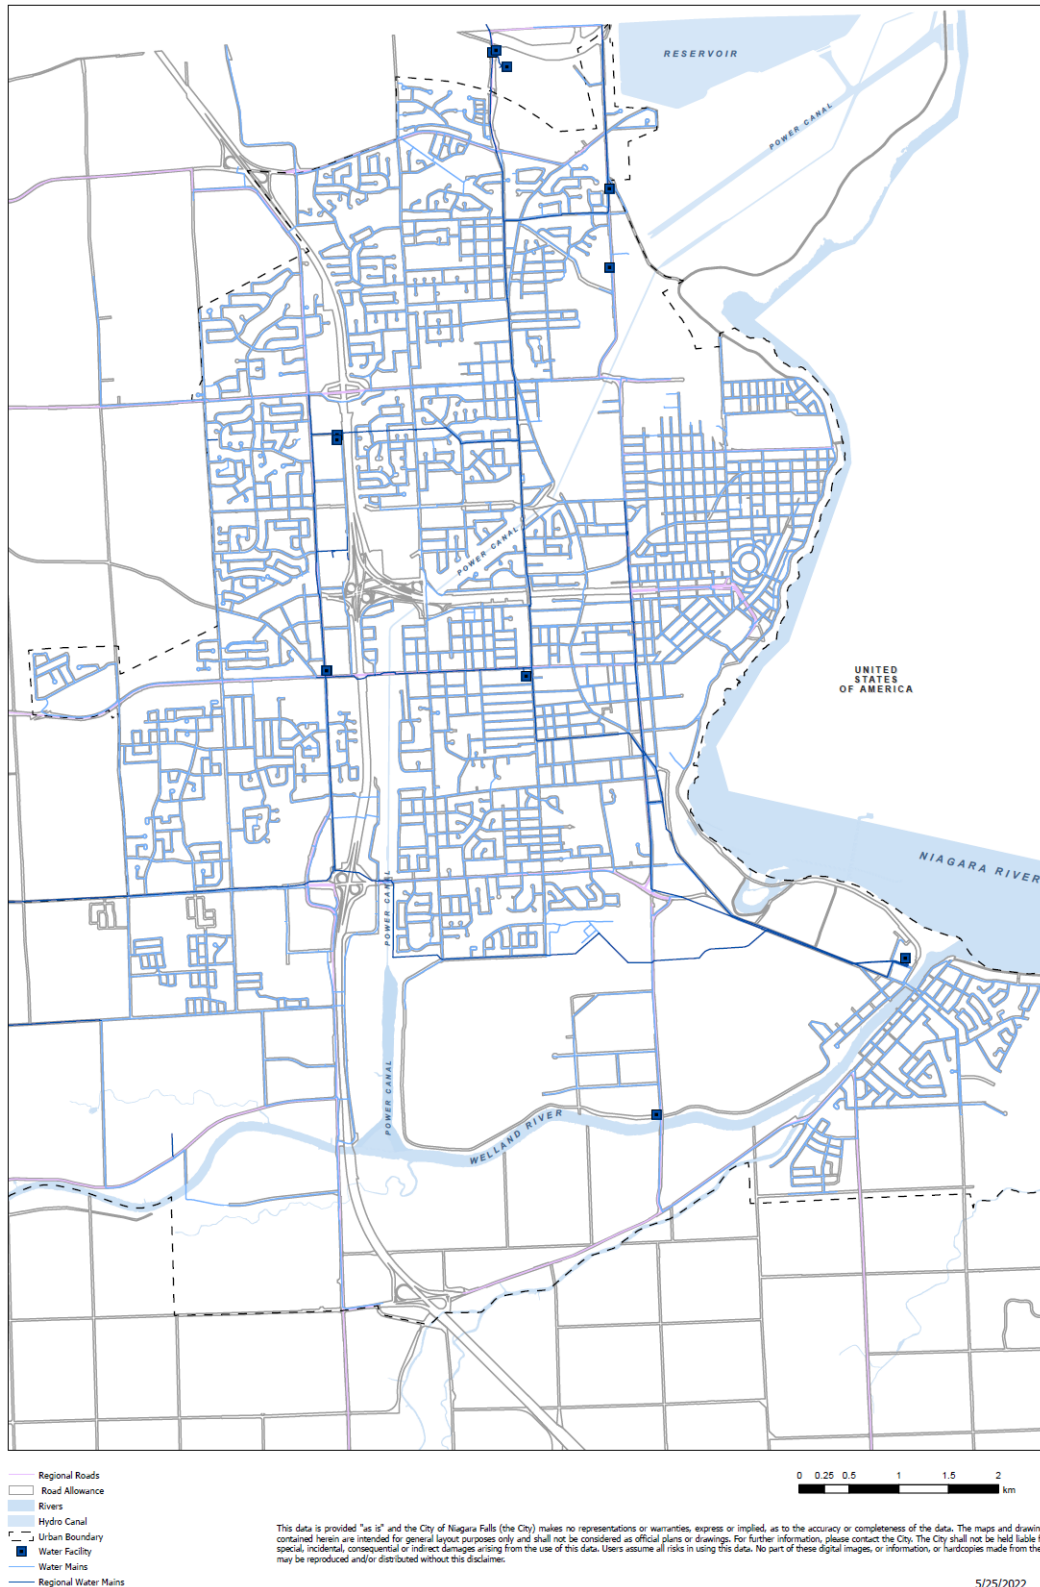 RESERVOIR
POWER CANAL
POWER CANAL
UNITED
STATES
OF AMERICA
NIAGARA RIVER
POWER CANAL
POWER CANAL
WELLAND RIVER
Regional Roads
Road Allowance
Rivers
Hydro Canal
Urban Boundary
Water Facility
Water Mains
Regional Water Mains
0 0.25 0.5 1 1.5 2
km
This data is provided "as is" and the City of Niagara Falls (the City) makes no representations or warranties, express or implied, as to the accuracy or completeness of the data. The maps and drawin
contained herein are intended for general layout purposes only and shall not be considered as official plans or drawings. For further information, please contact the City. The City shall not be held liable f
special, incidental, consequential or indirect damages arising from the use of this data. Users assume all risks in using this data. No part of these digital images, or information, or hardcopies made from the
may be reproduced and/or distributed without this disclaimer.
5/25/2022